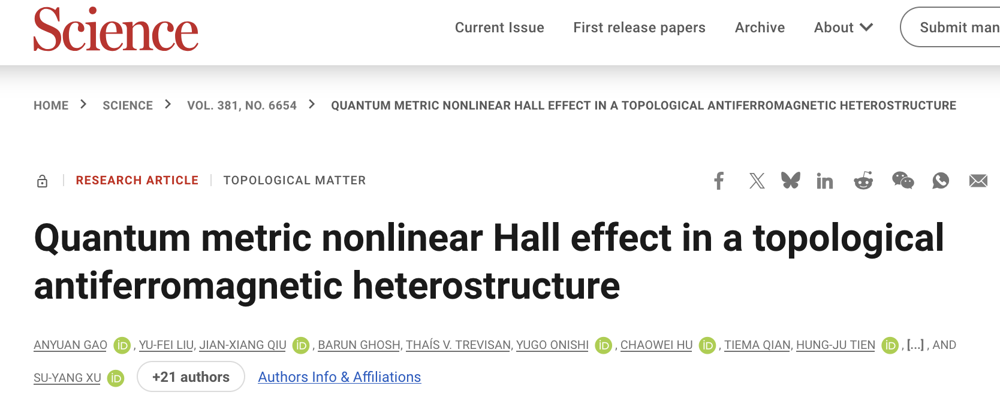 Science
Current Issue First release papers Archive About Submit man
HOME > SCIENCE > VOL. 381, NO. 6654 > QUANTUM METRIC NONLINEAR HALL EFFECT IN A TOPOLOGICAL ANTIFERROMAGNETIC HETEROSTRUCTURE
RESEARCH ARTICLE | TOPOLOGICAL MATTER
Quantum metric nonlinear Hall effect in a topological
antiferromagnetic heterostructure
ANYUAN GAO iD, YU-FEI LIU, JIAN-XIANG QIU iD, BARUN GHOSH, THAÍS V. TREVISAN, YUGO ONISHI iD, CHAOWEI HU iD, TIEMA QIAN, HUNG-JU TIEN iD, [...], AND
SU-YANG XU iD +21 authors Authors Info & Affiliations